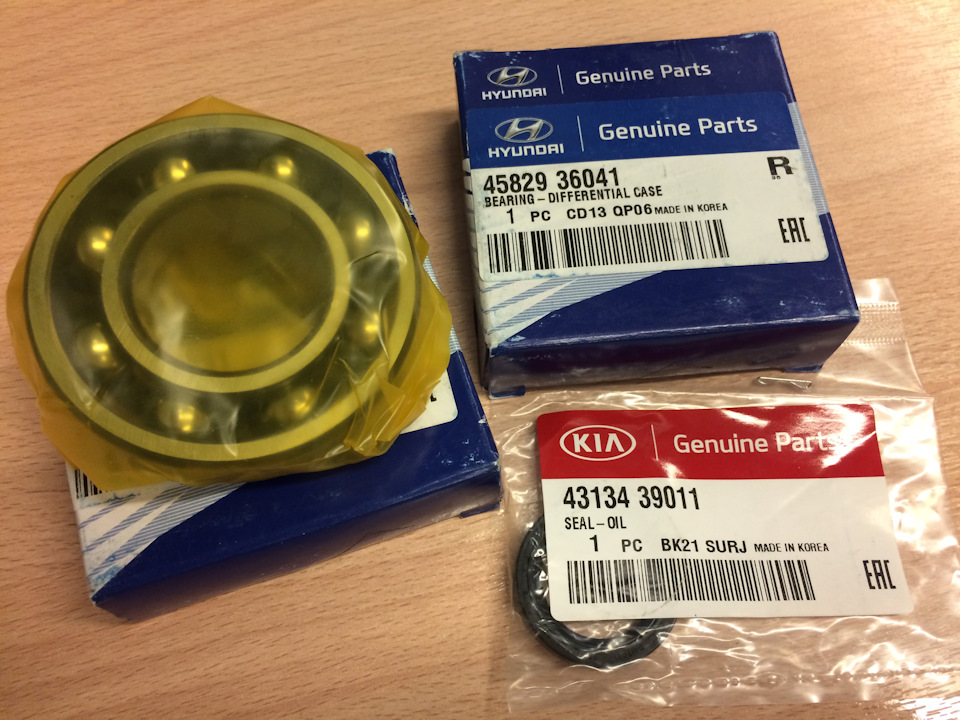 HYUNDAI Genuine Parts
HYUNDAI Genuine Parts
45829 36041
R
BEARING-DIFFERENTIAL CASE
1 PC CD13 QP06 MADE IN KOREA
EAC
KIA Genuine Parts
43134 39011
SEAL-OIL
1 PC BK21 SURJ MADE IN KOREA
EAC